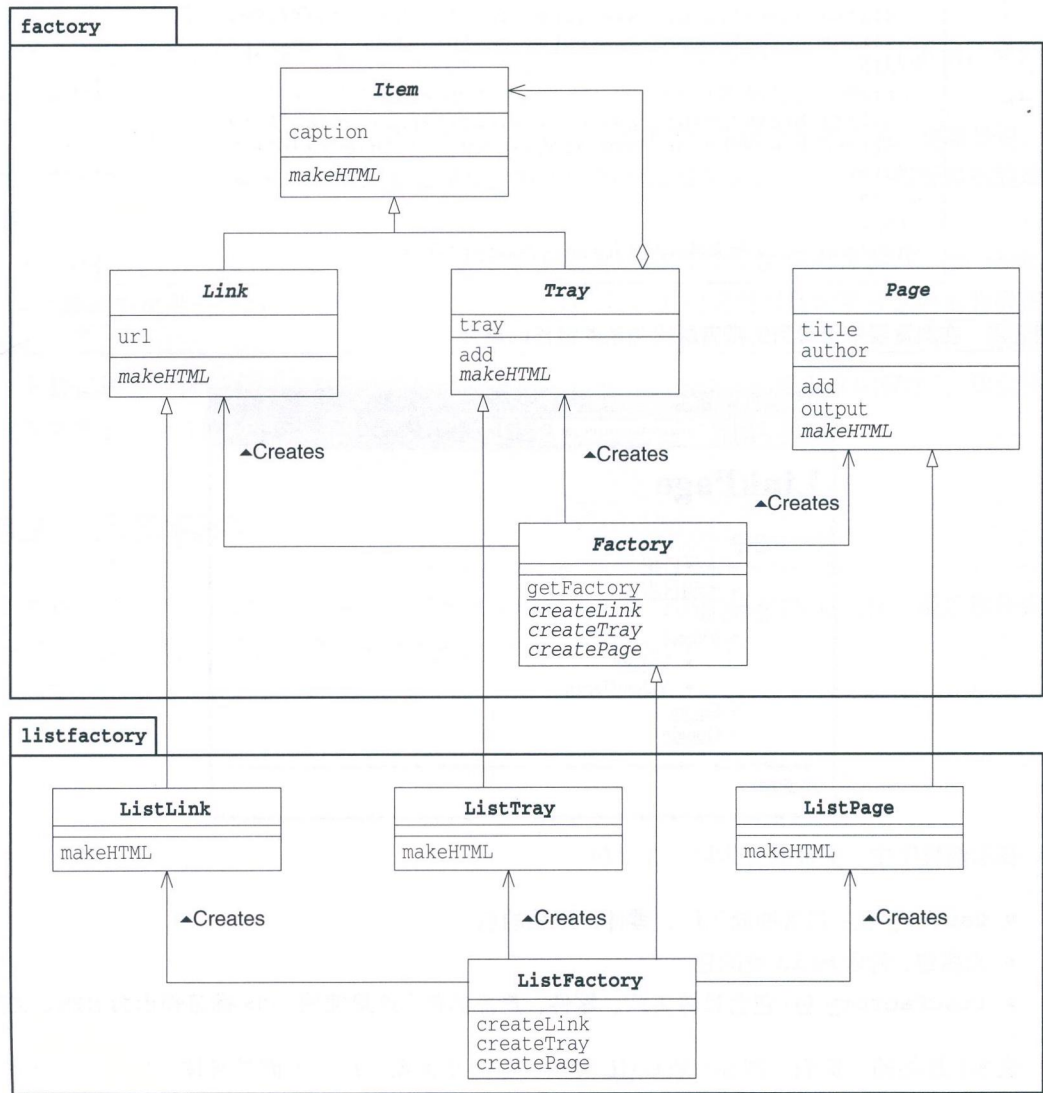 factory
Item
caption
makeHTML
Link
url
makeHTML
Tray
tray
add
makeHTML
Page
title
author
add
output
makeHTML
▲Creates
▲Creates
▲Creates
Factory
getFactory
createLink
createTray
createPage
listfactory
ListLink
makeHTML
ListTray
makeHTML
ListPage
makeHTML
▲Creates
▲Creates
▲Creates
ListFactory
createLink
createTray
createPage